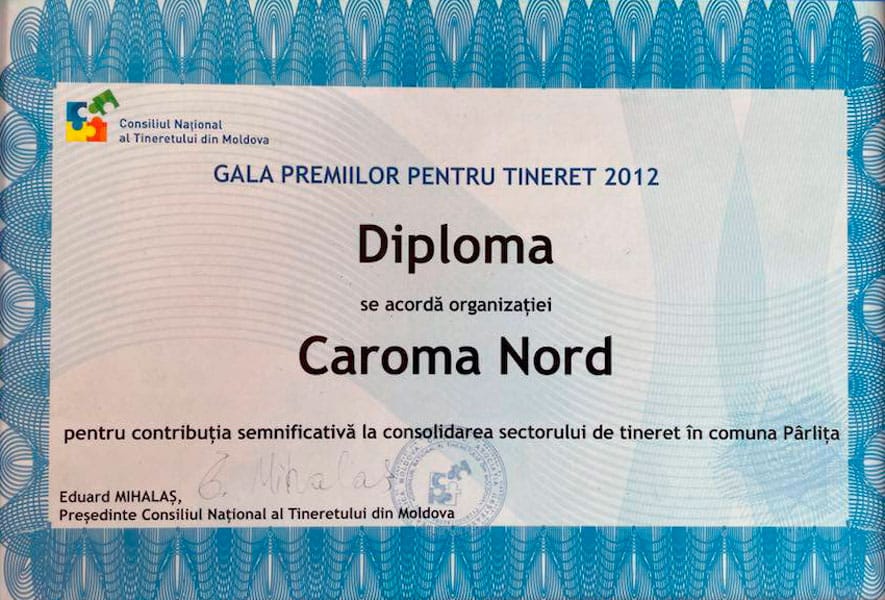 Consiliul Național
al Tineretului din Moldova
GALA PREMIILOR PENTRU TINERET 2012
Diploma
se acordă organizației
Caroma Nord
pentru contribuția semnificativă la consolidarea sectorului de tineret în comuna Pârlița
E. Mihalaș
Eduard MIHALAȘ,
Președinte Consiliul Național al Tineretului din Moldova